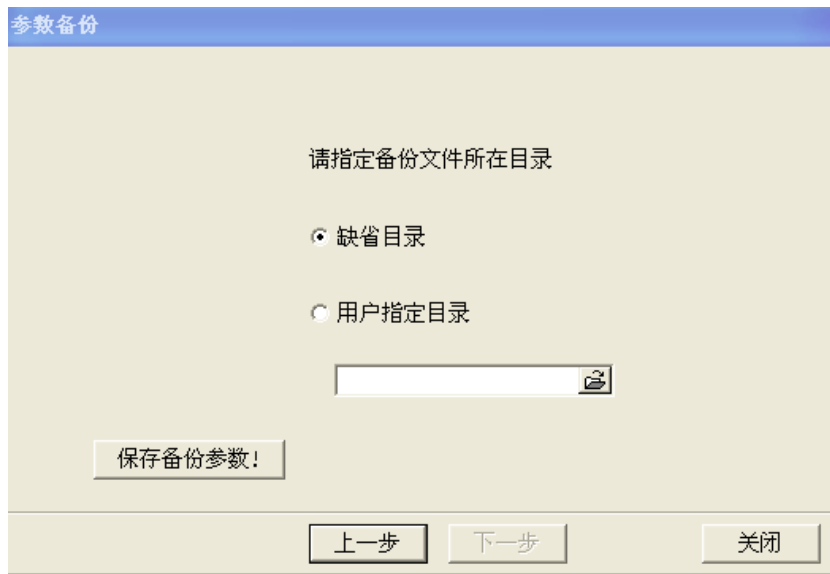 参数备份
请指定备份文件所在目录
缺省目录
用户指定目录
保存备份参数!
上一步
下一步
关闭